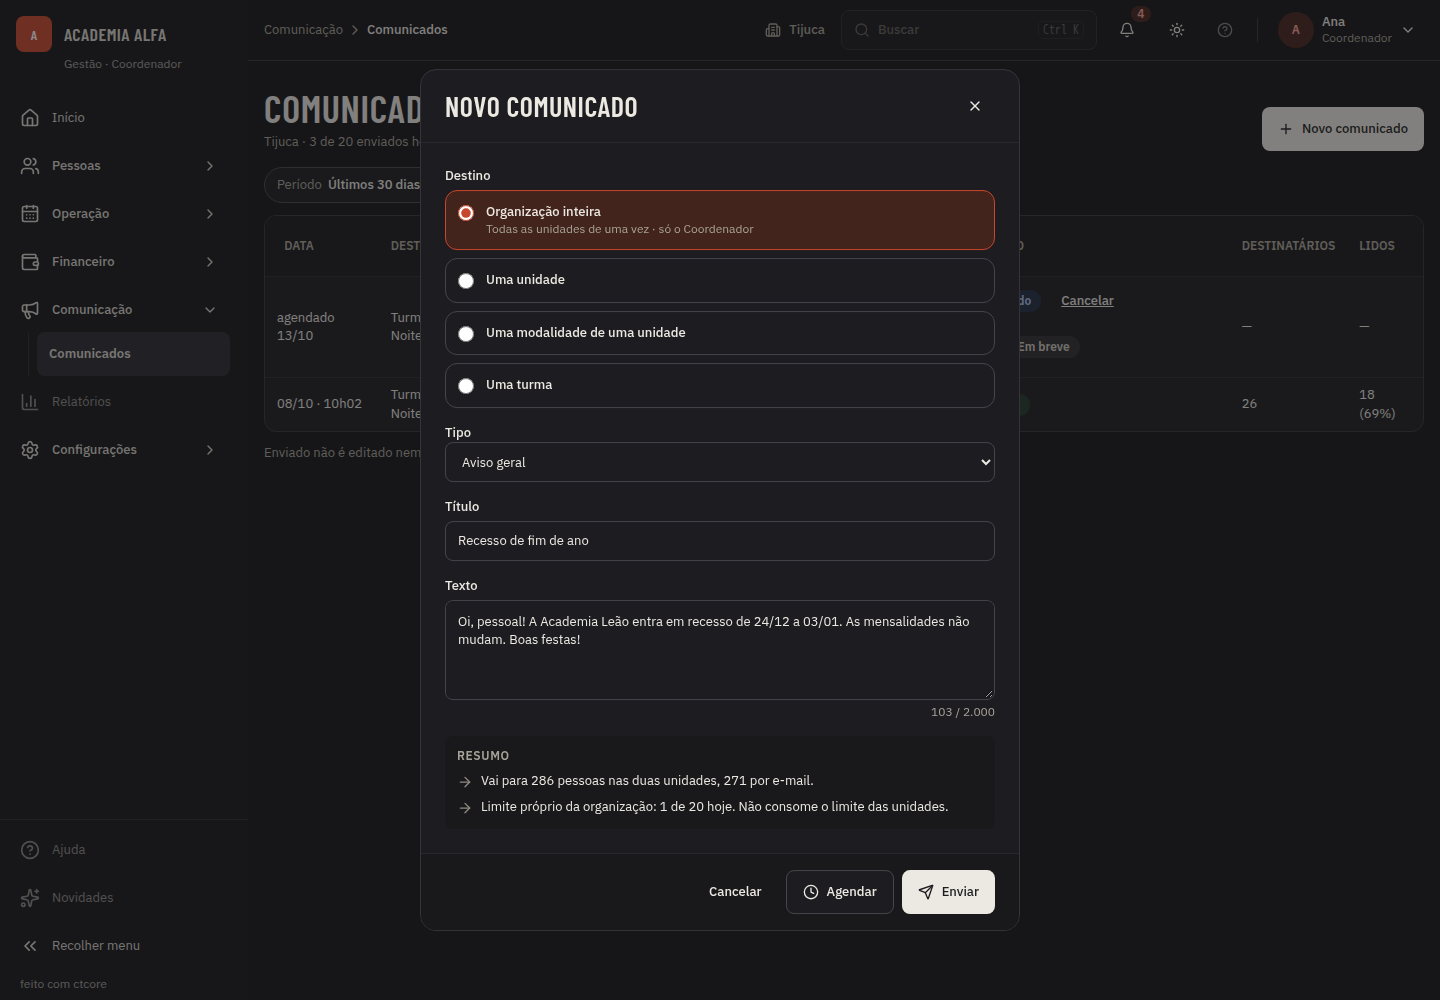 A
ACADEMIA ALFA
Gestão · Coordenador
Início
Pessoas
Operação
Financeiro
Comunicação
Comunicados
Relatórios
Configurações
Ajuda
Novidades
Recolher menu
feito com ctcore
Comunicação > Comunicados
Tijuca
Buscar
Ctrl K
4
A
Ana
Coordenador
COMUNICAD
Tijuca · 3 de 20 enviados h
Novo comunicado
Período Últimos 30 dias
DATA
DEST
DESTINATÁRIOS
LIDOS
agendado
13/10
Turm
Noite
do
Cancelar
Em breve
—
—
08/10 · 10h02
Turm
Noite
26
18
(69%)
Enviado não é editado nem
NOVO COMUNICADO
Destino
Organização inteira
Todas as unidades de uma vez · só o Coordenador
Uma unidade
Uma modalidade de uma unidade
Uma turma
Tipo
Aviso geral
Título
Recesso de fim de ano
Texto
Oi, pessoal! A Academia Leão entra em recesso de 24/12 a 03/01. As mensalidades não
mudam. Boas festas!
103 / 2.000
RESUMO
Vai para 286 pessoas nas duas unidades, 271 por e-mail.
Limite próprio da organização: 1 de 20 hoje. Não consome o limite das unidades.
Cancelar
Agendar
Enviar